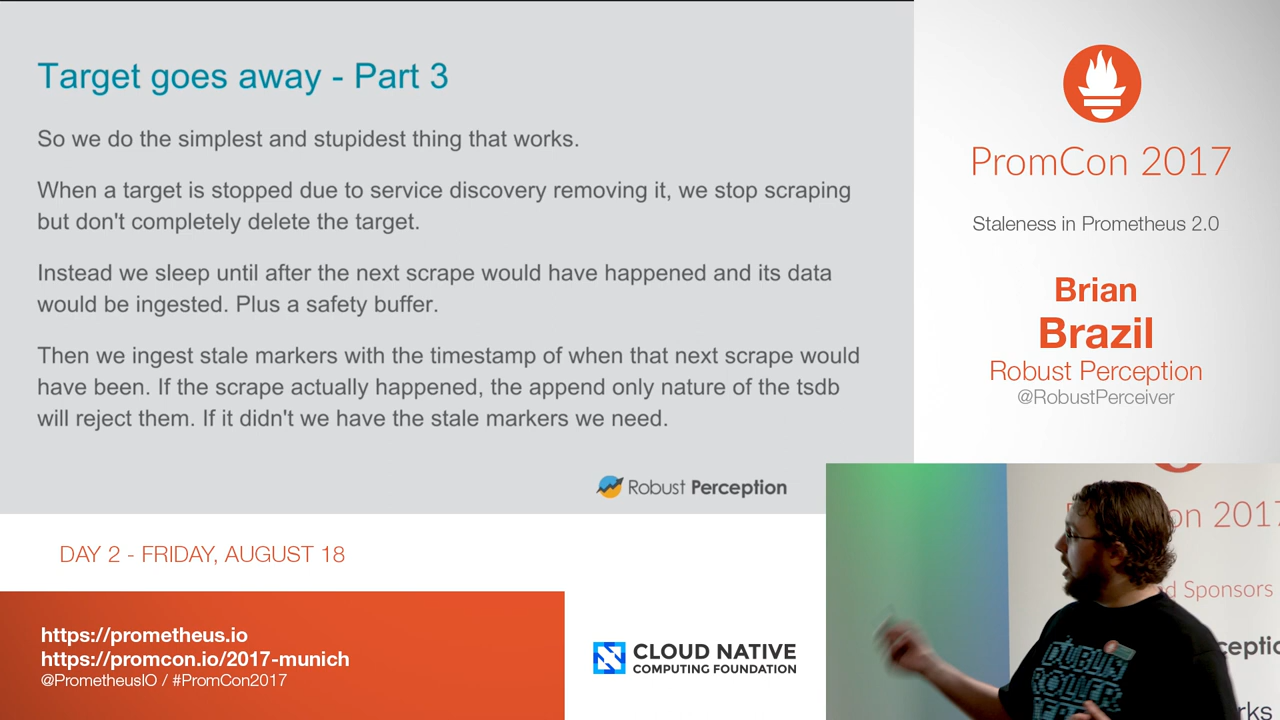 Target goes away - Part 3
So we do the simplest and stupidest thing that works.
When a target is stopped due to service discovery removing it, we stop scraping
but don't completely delete the target.
Instead we sleep until after the next scrape would have happened and its data
would be ingested. Plus a safety buffer.
Then we ingest stale markers with the timestamp of when that next scrape would
have been. If the scrape actually happened, the append only nature of the tsdb
will reject them. If it didn't we have the stale markers we need.
Robust Perception
PromCon 2017
Staleness in Prometheus 2.0
Brian
Brazil
Robust Perception
@RobustPerceiver
DAY 2 - FRIDAY, AUGUST 18
https://prometheus.io
https://promcon.io/2017-munich
@PrometheusIO / #PromCon2017
CLOUD NATIVE
COMPUTING FOUNDATION
2017
Sponsors
DUBLIN
ROLLER